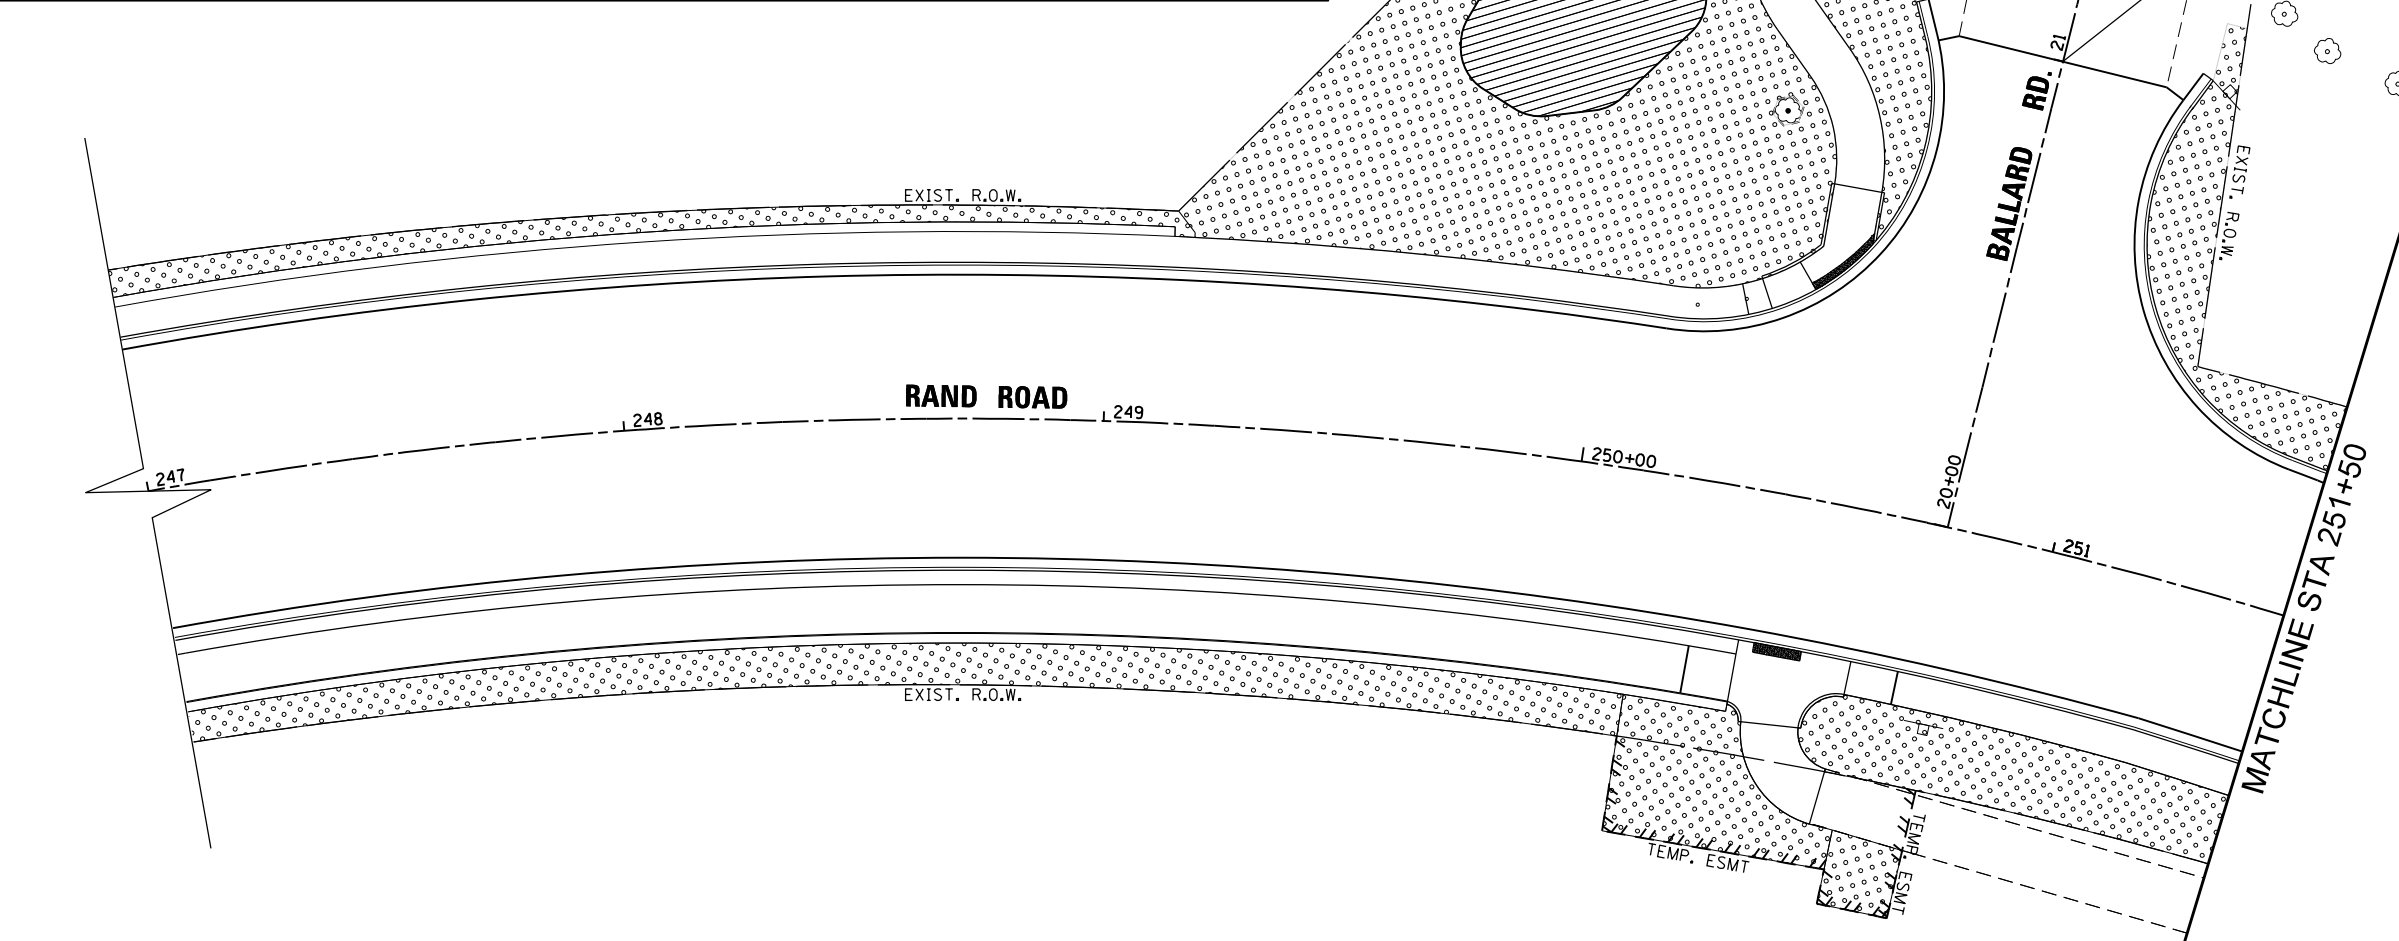 21
BALLARD RD.
EXIST. R.O.W.
EXIST. R.O.W.
RAND ROAD
247
248
249
250+00
20+00
251
MATCHLINE STA 251+50
EXIST. R.O.W.
TEMP. ESMT
TEMP. ESMT